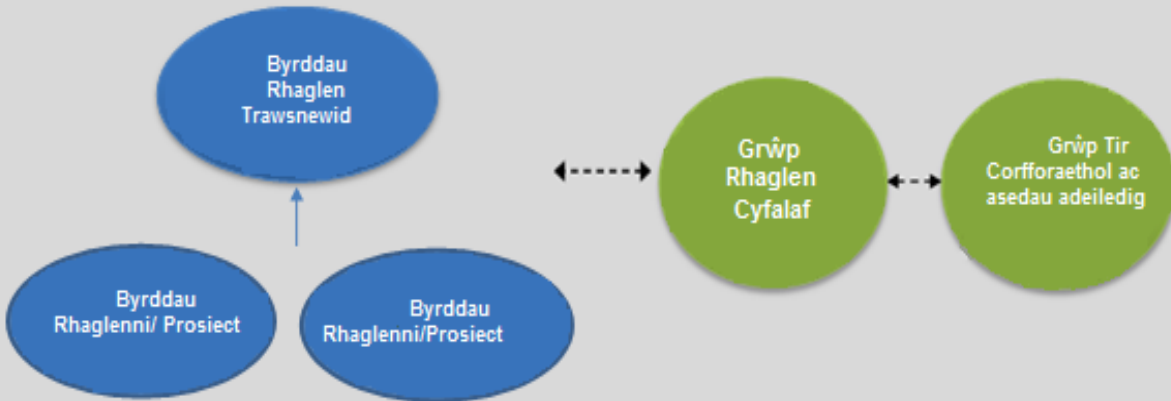 Byrddau
Rhaglen
Trawsnewid
Grŵp
Rhaglen
Cyfalaf
Grŵp Tir
Corfforaethol ac
asedau adeiledig
Byrddau
Rhaglenni/ Prosiect
Byrddau
Rhaglenni/Prosiect